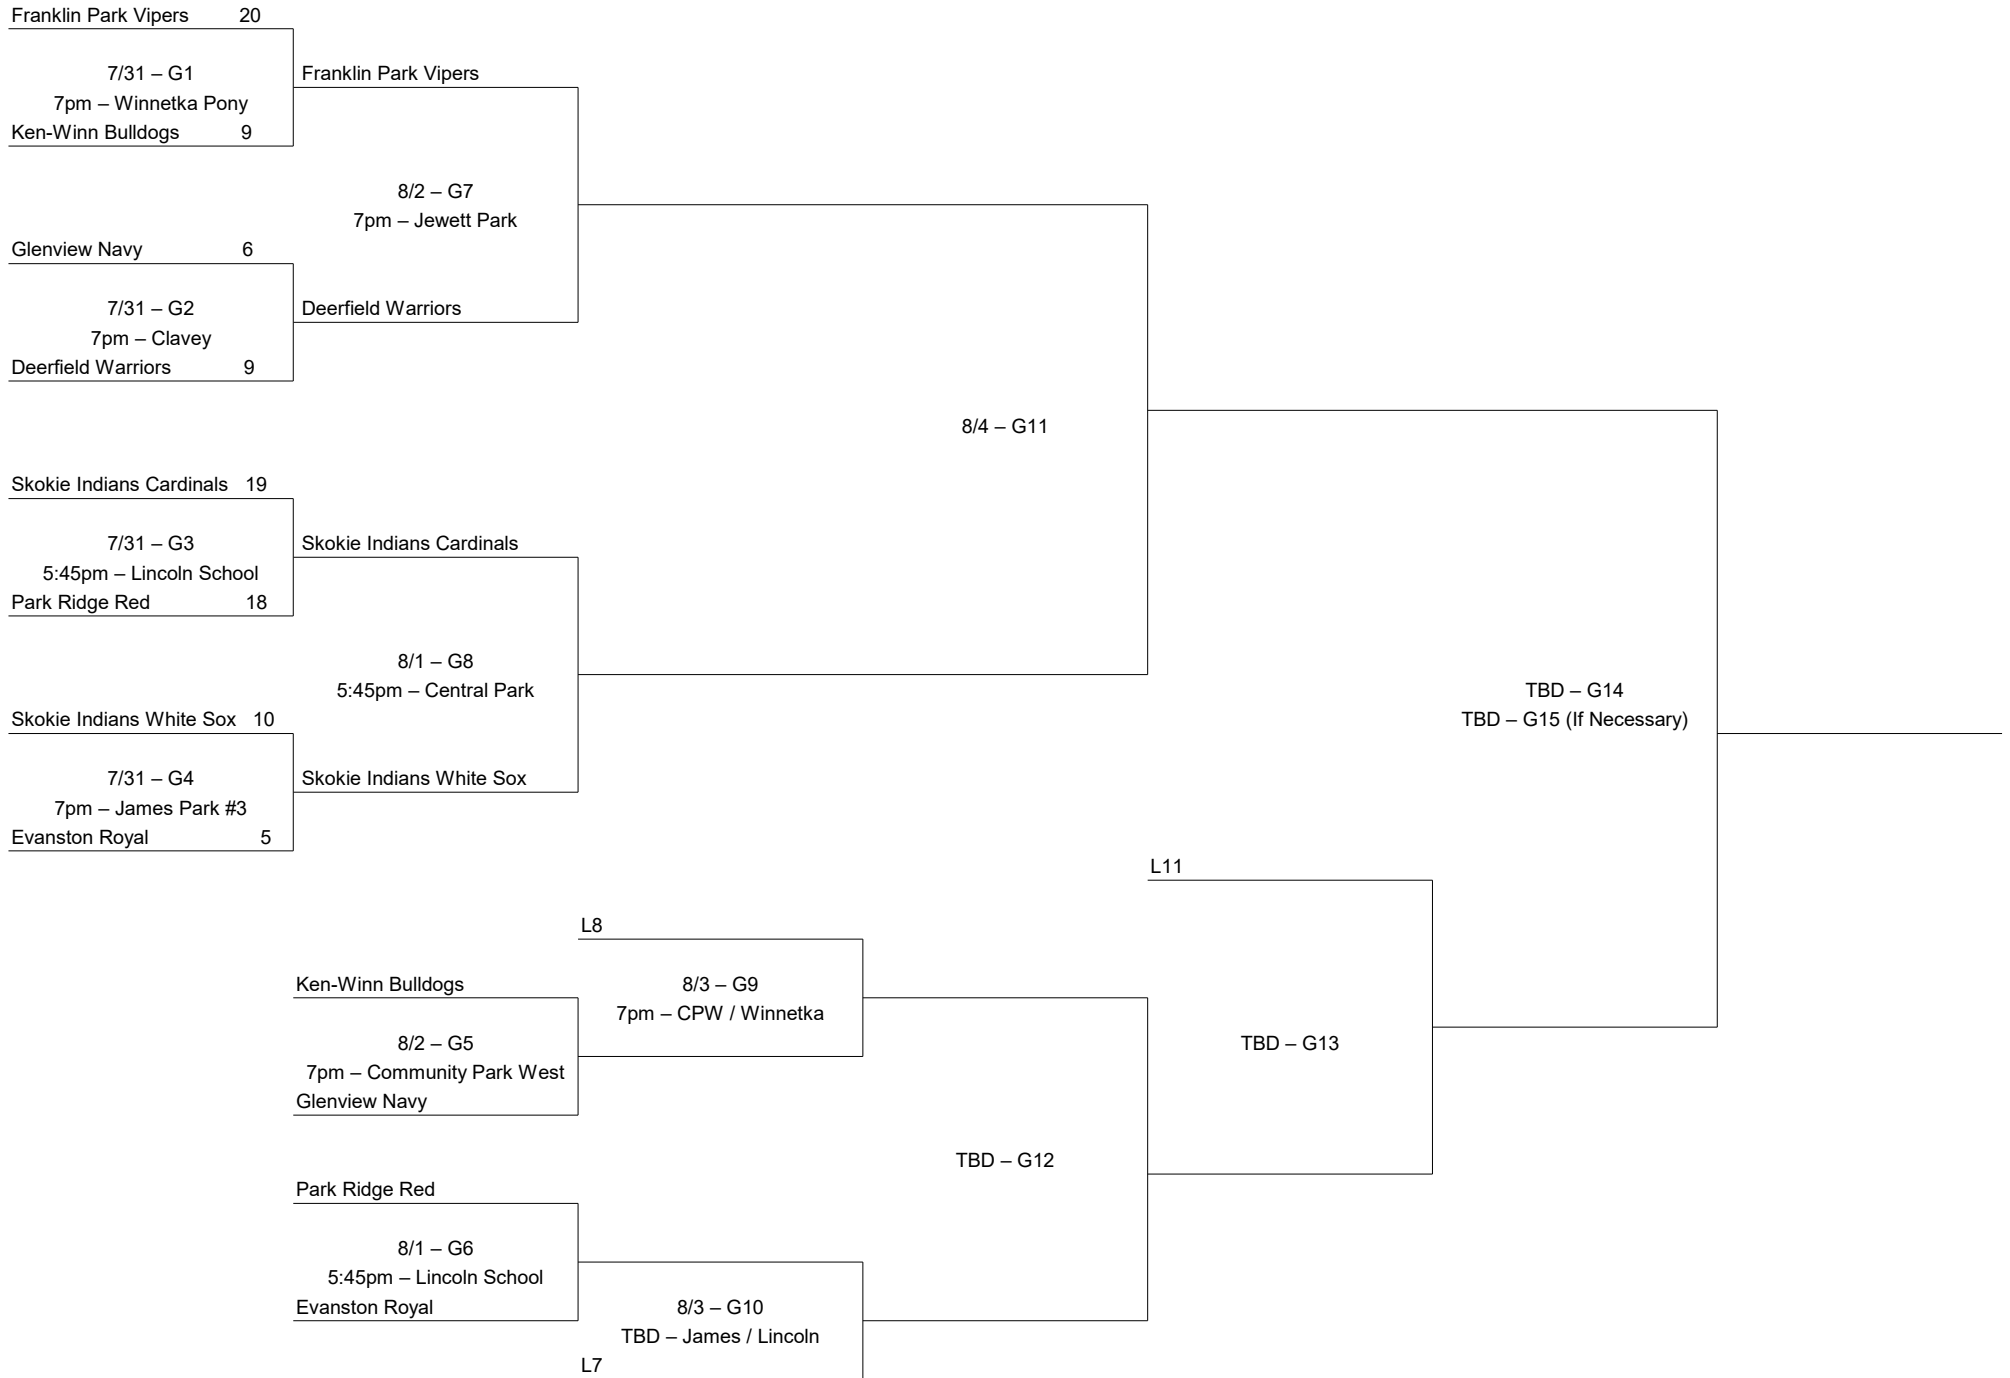 Franklin Park Vipers 20
7/31 – G1
7pm – Winnetka Pony
Ken-Winn Bulldogs 9
Franklin Park Vipers
8/2 – G7
7pm – Jewett Park
Glenview Navy 6
7/31 – G2
7pm – Clavey
Deerfield Warriors 9
Deerfield Warriors
8/4 – G11
Skokie Indians Cardinals 19
7/31 – G3
5:45pm – Lincoln School
Park Ridge Red 18
Skokie Indians Cardinals
8/1 – G8
5:45pm – Central Park
Skokie Indians White Sox 10
7/31 – G4
7pm – James Park #3
Evanston Royal 5
Skokie Indians White Sox
TBD – G14
TBD – G15 (If Necessary)
L11
L8
Ken-Winn Bulldogs
8/2 – G5
7pm – Community Park West
Glenview Navy
8/3 – G9
7pm – CPW / Winnetka
TBD – G13
TBD – G12
Park Ridge Red
8/1 – G6
5:45pm – Lincoln School
Evanston Royal
8/3 – G10
TBD – James / Lincoln
L7